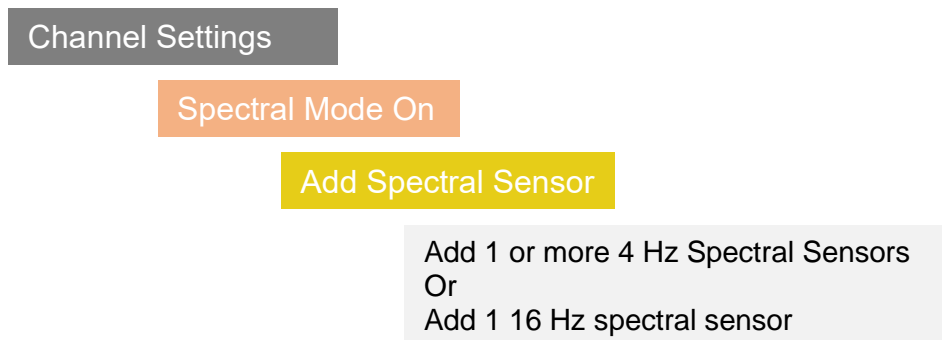 Channel Settings
Spectral Mode On
Add Spectral Sensor
Add 1 or more 4 Hz Spectral Sensors
Or
Add 1 16 Hz spectral sensor